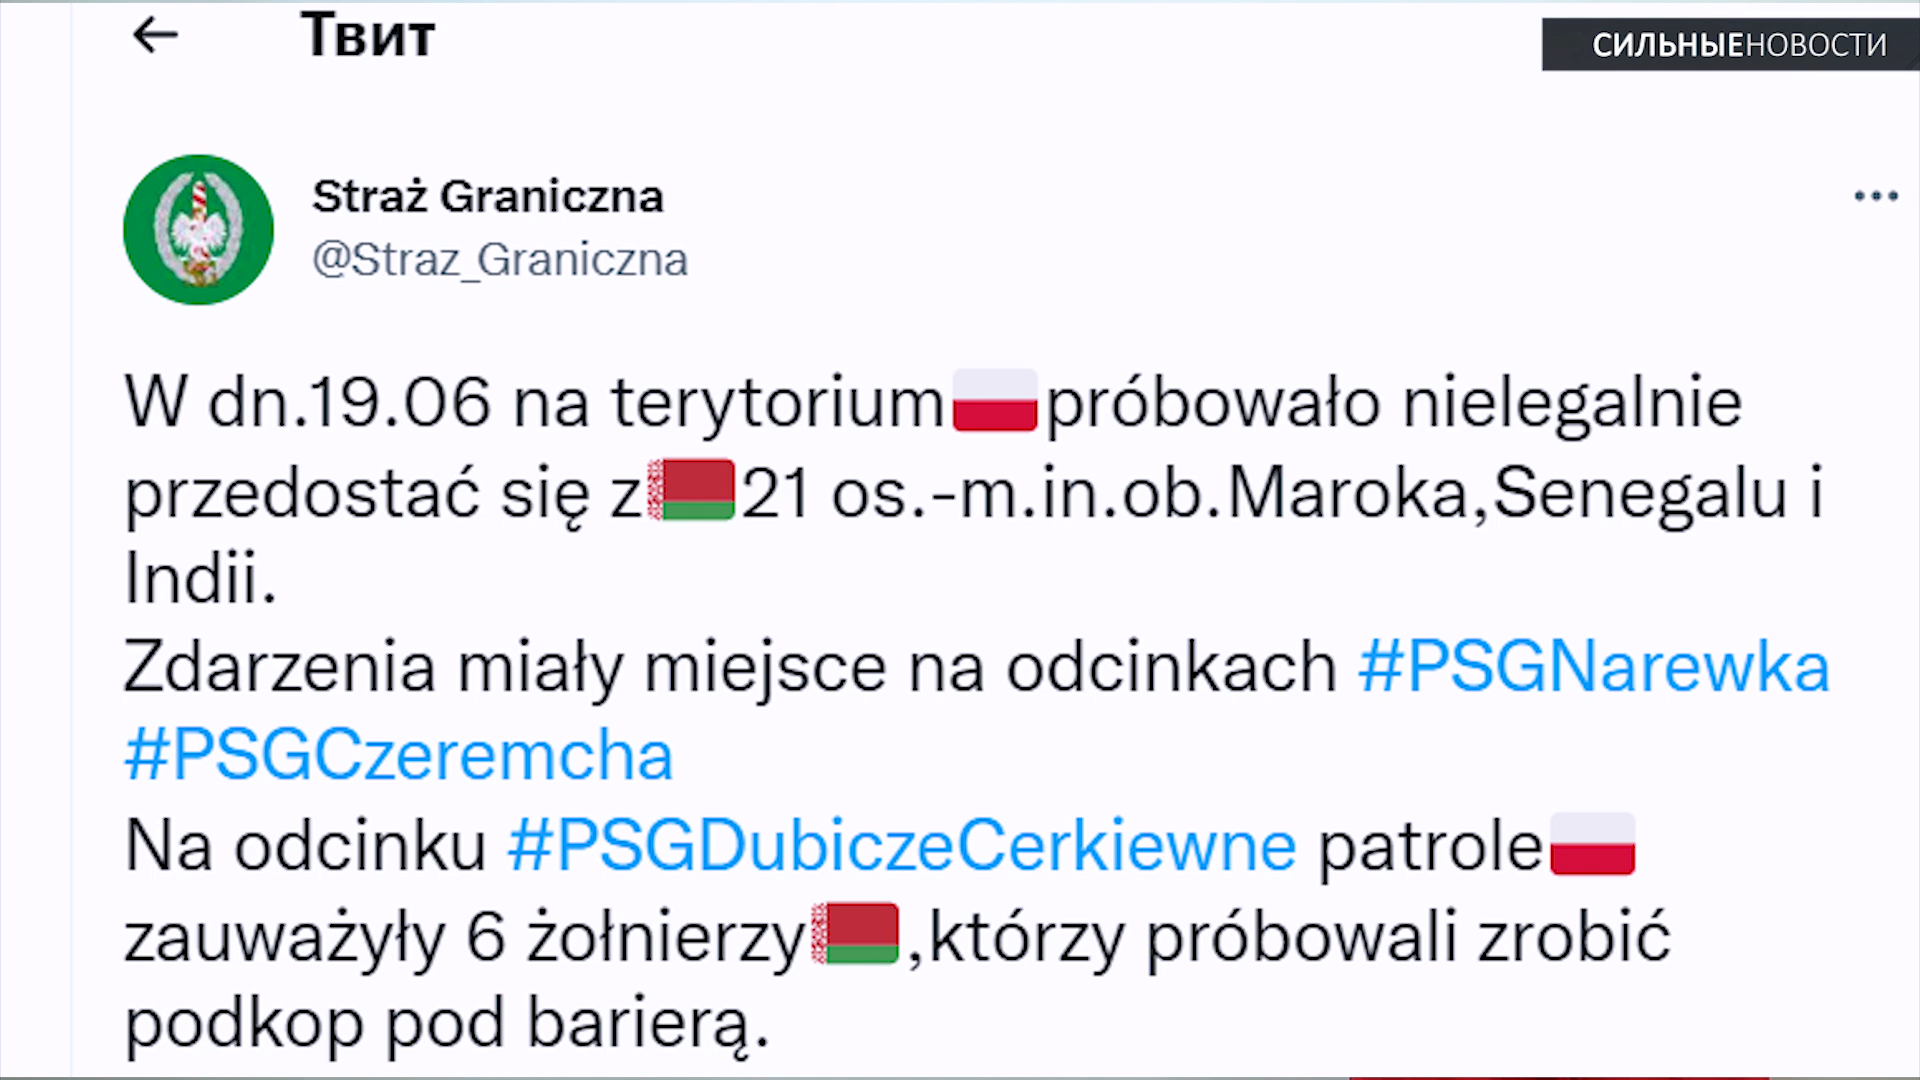 Твит
СИЛЬНЫЕНОВОСТИ
Straż Graniczna
@Straz_Graniczna
W dn.19.06 na terytorium🇵🇱próbowało nielegalnie
przedostać się z🇧🇾21 os.-m.in.ob.Maroka,Senegalu i
Indii.
Zdarzenia miały miejsce na odcinkach #PSGNarewka
#PSGCzeremcha
Na odcinku #PSGDubiczeCerkiewne patrole🇵🇱
zauważyły 6 żołnierzy🇧🇾,którzy próbowali zrobić
podkop pod barierą.